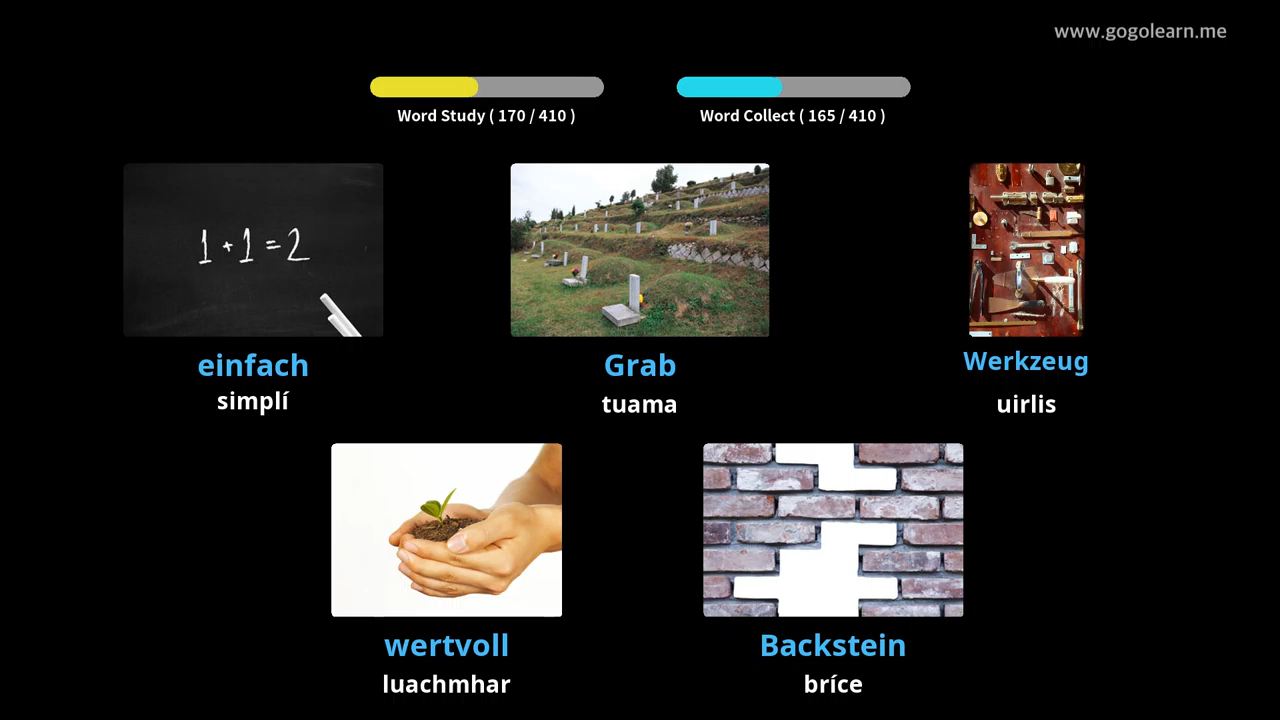 www.gogolearn.me
Word Study ( 170 / 410 )
Word Collect ( 165 / 410 )
1 + 1 = 2
einfach
simplí
Grab
tuama
Werkzeug
uirlis
wertvoll
luachmhar
Backstein
bríce